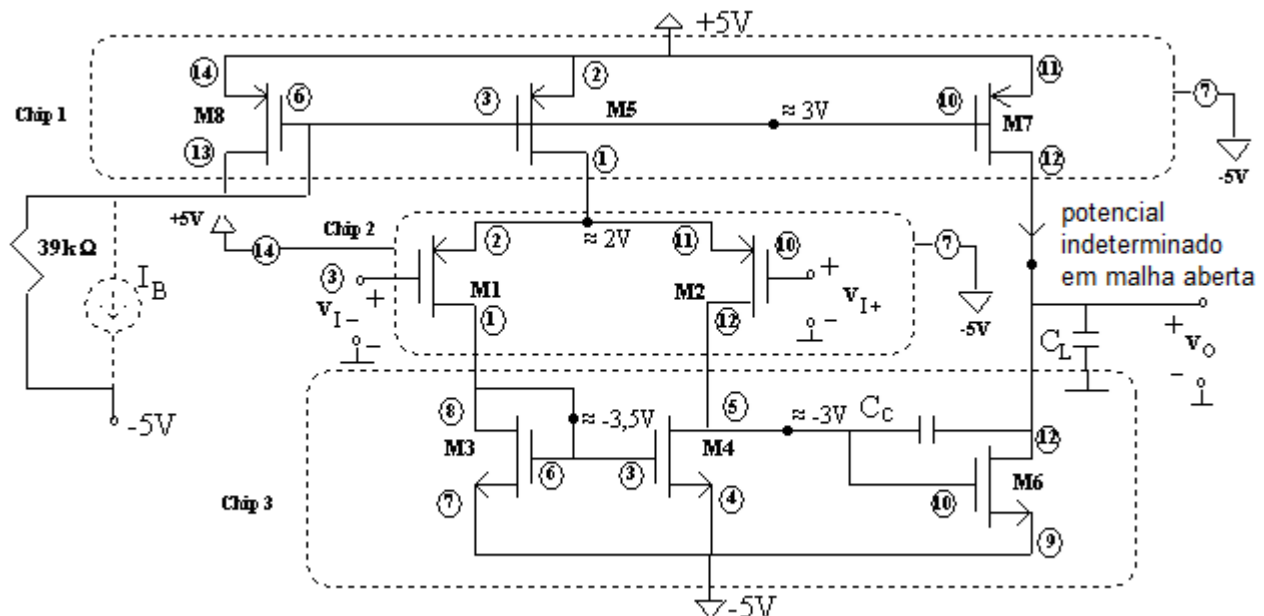 +5V
Chip 1
14
M8
6
13
3
2
M5
1
≈ 3V
10
11
M7
12
7
-5V
39kΩ
I_B
-5V
+5V
14
Chip 2
≈ 2V
2
3
M1
1
v_I-
+
-
11
10
M2
12
+
v_I+
-
7
-5V
potencial
indeterminado
em malha aberta
C_L
+
v_O
-
Chip 3
8
M3
6
7
≈ -3,5V
3
5
M4
4
≈ -3V
C_C
12
M6
10
9
-5V